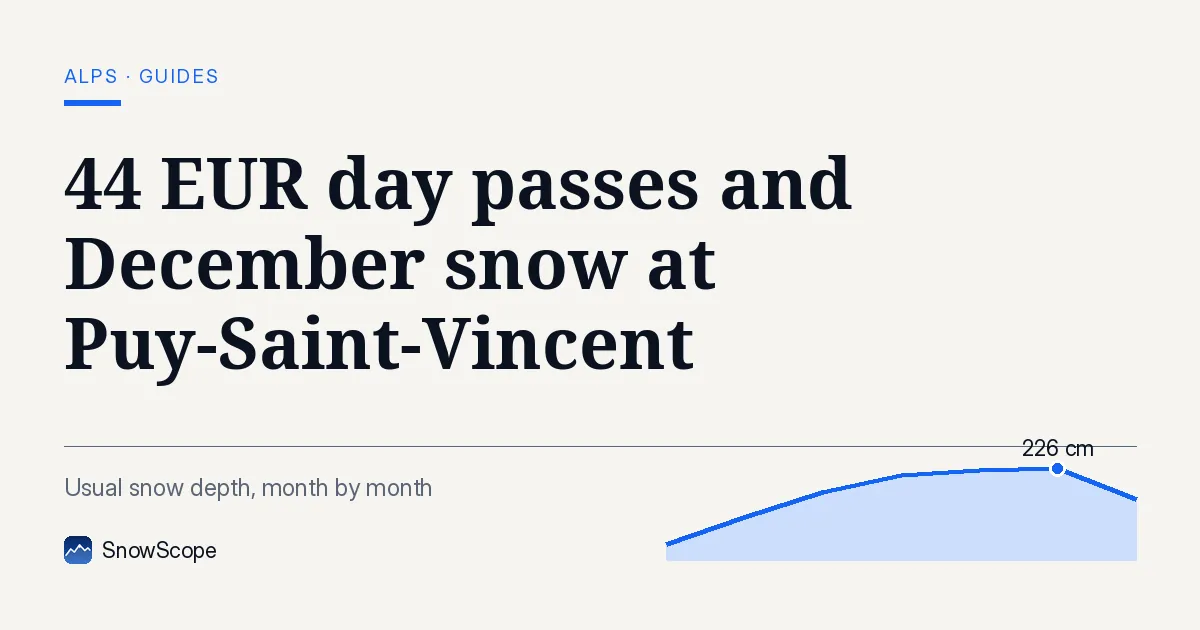 ALPS · GUIDES
44 EUR day passes and
December snow at
Puy-Saint-Vincent
226 cm
Usual snow depth, month by month
SnowScope